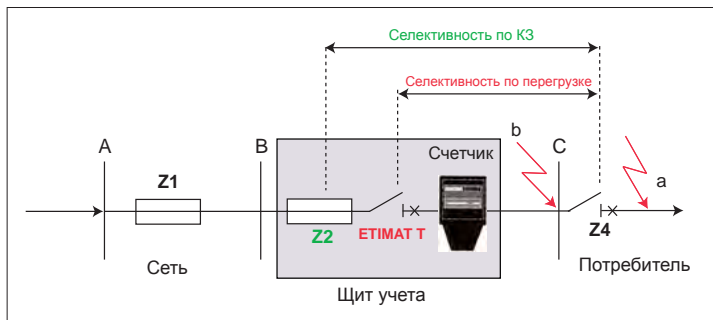 Селективность по КЗ
Селективность по перегрузке
A
B
b
C
Счетчик
Z1
a
Z2
ETIMAT T
Z4
Сеть
Потребитель
Щит учета